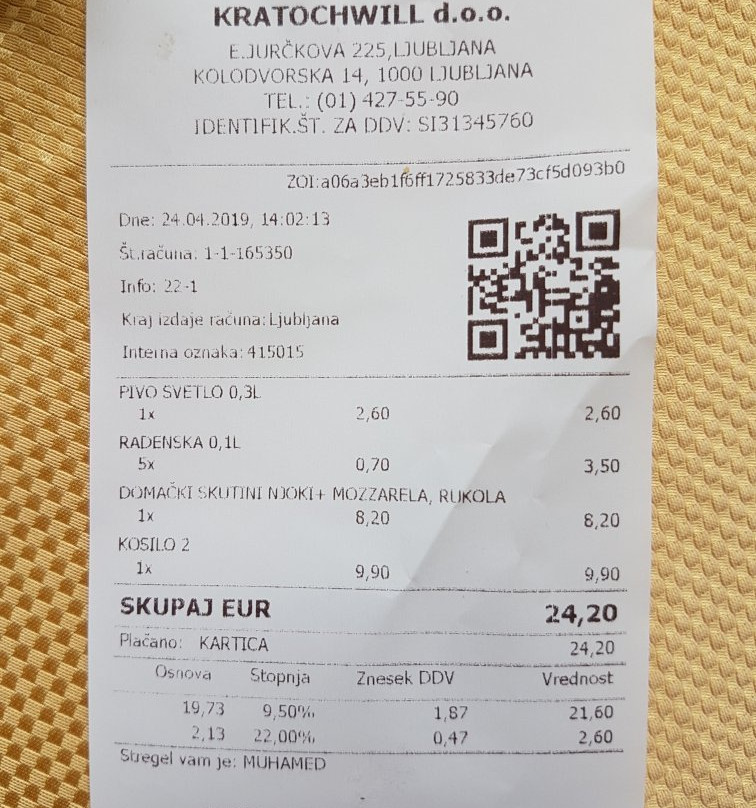 KRATOCHWILL d.o.o.
E.JURČKOVA 225,LJUBLJANA
KOLODVORSKA 14, 1000 LJUBLJANA
TEL.: (01) 427-55-90
IDENTIFIK.ŠT. ZA DDV: SI31345760
ZOI:a06a3eb1f6ff1725833de73cf5d093b0
Dne: 24.04.2019, 14:02:13
Št.računa: 1-1-165350
Info: 22-1
Kraj izdaje računa: Ljubljana
Interna oznaka: 415015
PIVO SVETLO 0,3L
1x 2,60 2,60
RADENSKA 0,1L
5x 0,70 3,50
DOMAČKI SKUTINI NJOKI+ MOZZARELA, RUKOLA
1x 8,20 8,20
KOSILO 2
1x 9,90 9,90
SKUPAJ EUR 24,20
Plačano: KARTICA 24,20
Osnova Stopnja Znesek DDV Vrednost
19,73 9,50% 1,87 21,60
2,13 22,00% 0,47 2,60
Stregel vam je: MUHAMED